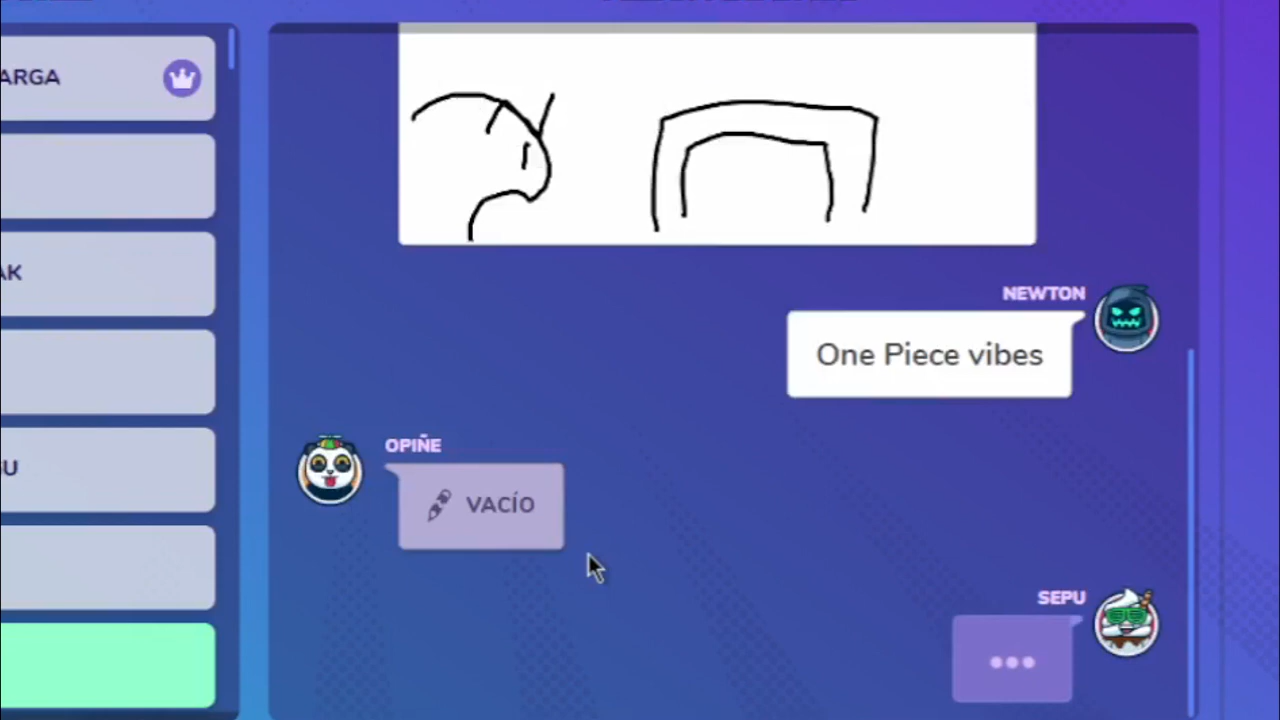 ARGA
AK
U
NEWTON
One Piece vibes
OPIÑE
VACÍO
SEPU